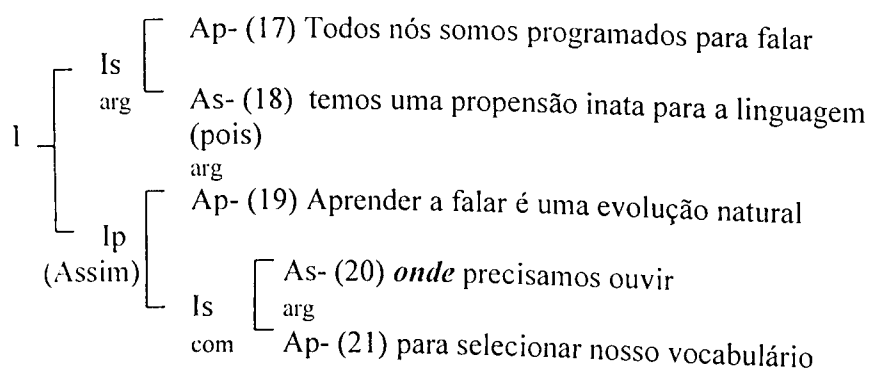 Ap- (17) Todos nós somos programados para falar
Is
arg
As- (18) temos uma propensão inata para a linguagem
(pois)
arg
I
Ap- (19) Aprender a falar é uma evolução natural
Ip
(Assim)
As- (20) onde precisamos ouvir
Is
arg
com
Ap- (21) para selecionar nosso vocabulário